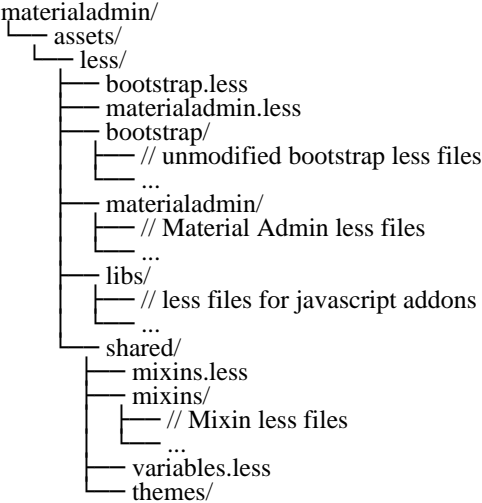 materialadmin/
└── assets/
    └── less/
        ├── bootstrap.less
        ├── materialadmin.less
        ├── bootstrap/
        │   ├── // unmodified bootstrap less files
        │   └── ...
        ├── materialadmin/
        │   ├── // Material Admin less files
        │   └── ...
        ├── libs/
        │   ├── // less files for javascript addons
        │   └── ...
        └── shared/
            ├── mixins.less
            ├── mixins/
            │   ├── // Mixin less files
            │   └── ...
            ├── variables.less
            └── themes/